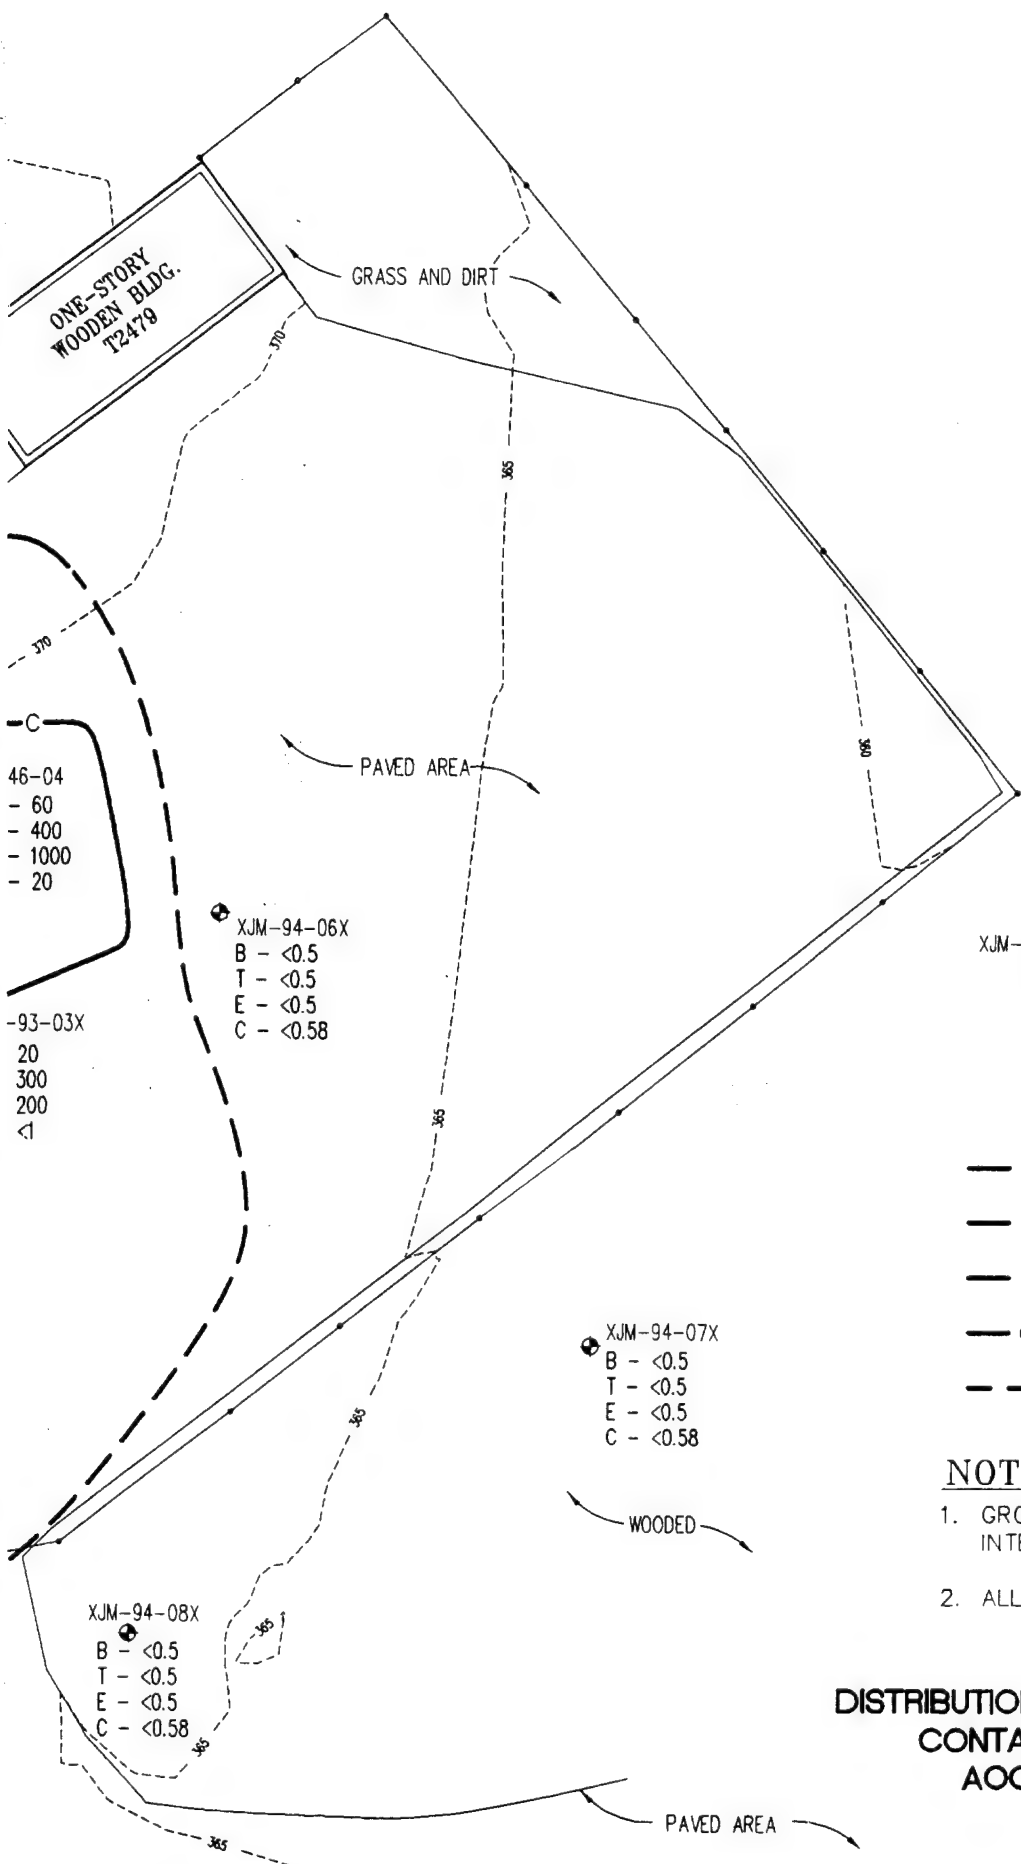 GRASS AND DIRT
ONE-STORY
WOODEN BLDG.
T2479
370
365
370
360
C
PAVED AREA
46-04
- 60
- 400
- 1000
- 20
XJM-94-06X
B - <0.5
T - <0.5
E - <0.5
C - <0.58
XJM-
-93-03X
20
300
200
<1
365
XJM-94-07X
B - <0.5
T - <0.5
E - <0.5
C - <0.58
365
WOODED
NOT
1. GRO
INTE
2. ALL
XJM-94-08X
B - <0.5
T - <0.5
E - <0.5
C - <0.58
365
365
DISTRIBUTIO
CONTA
AOC
PAVED AREA
365